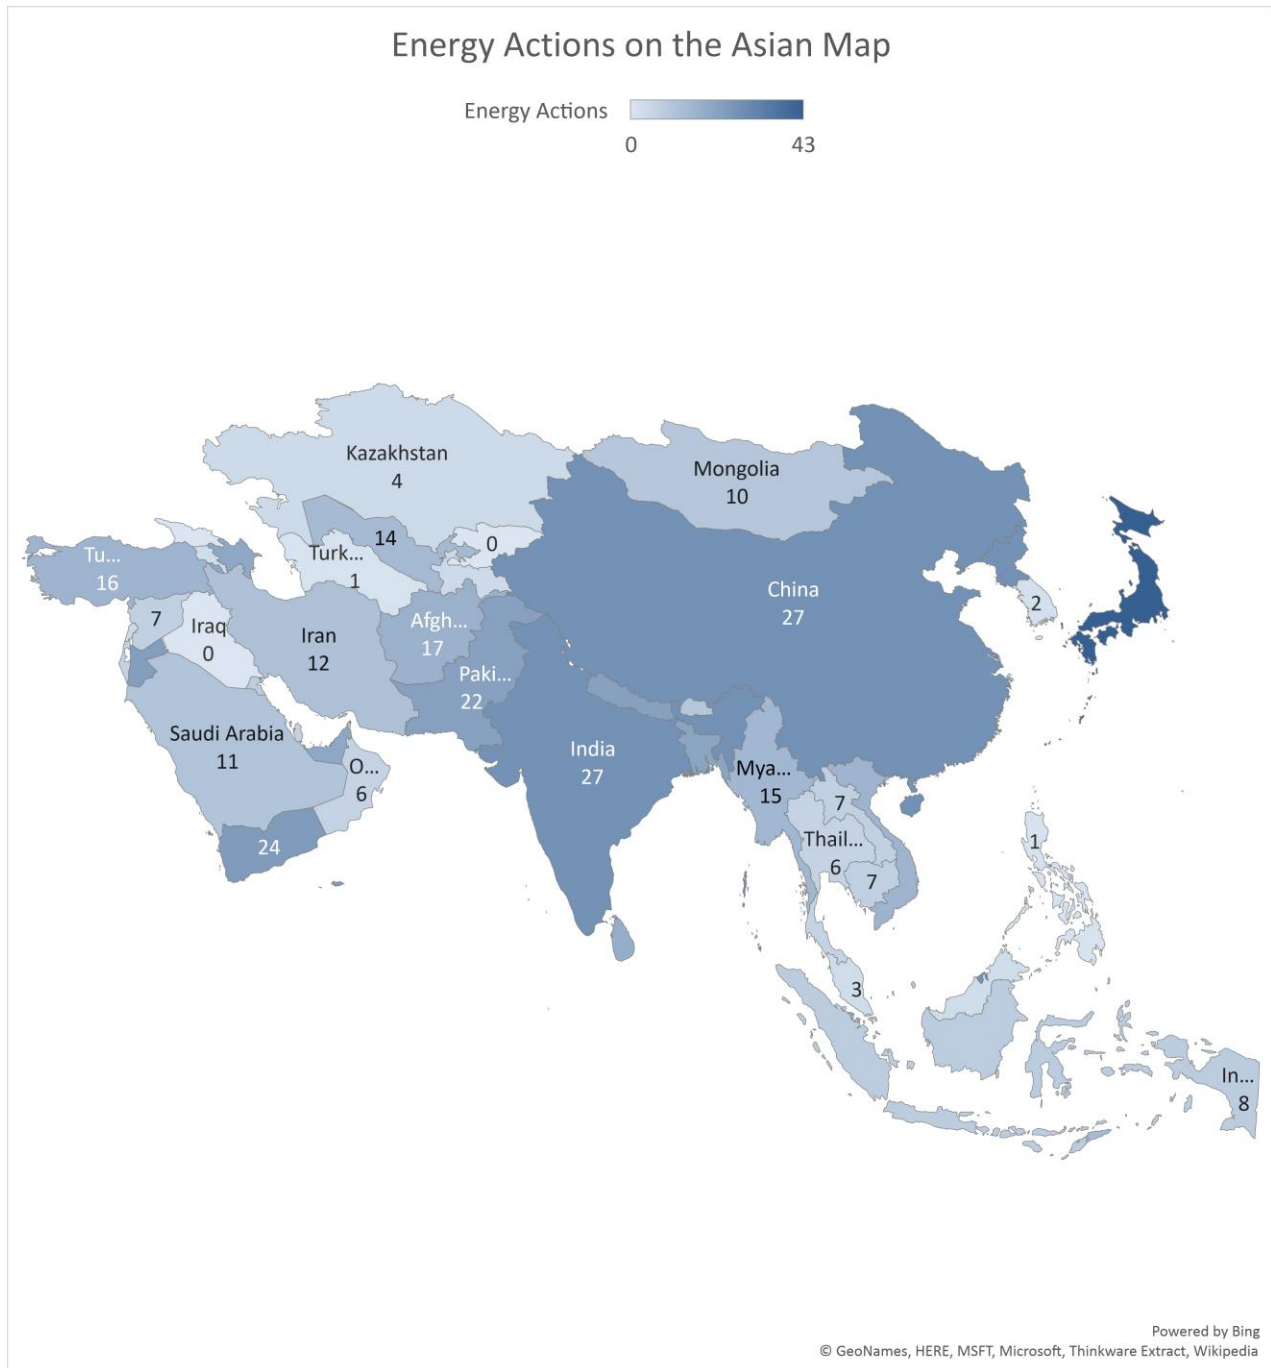 Energy Actions on the Asian Map
Energy Actions
0 43
Kazakhstan
4
Mongolia
10
14
0
Turk...
1
Tu...
16
China
27
2
7
Iraq
0
Iran
12
Afgh...
17
Paki...
22
Saudi Arabia
11
O...
6
India
27
Mya...
15
7
24
Thail...
6
7
1
3
In...
8
Powered by Bing
© GeoNames, HERE, MSFT, Microsoft, Thinkware Extract, Wikipedia